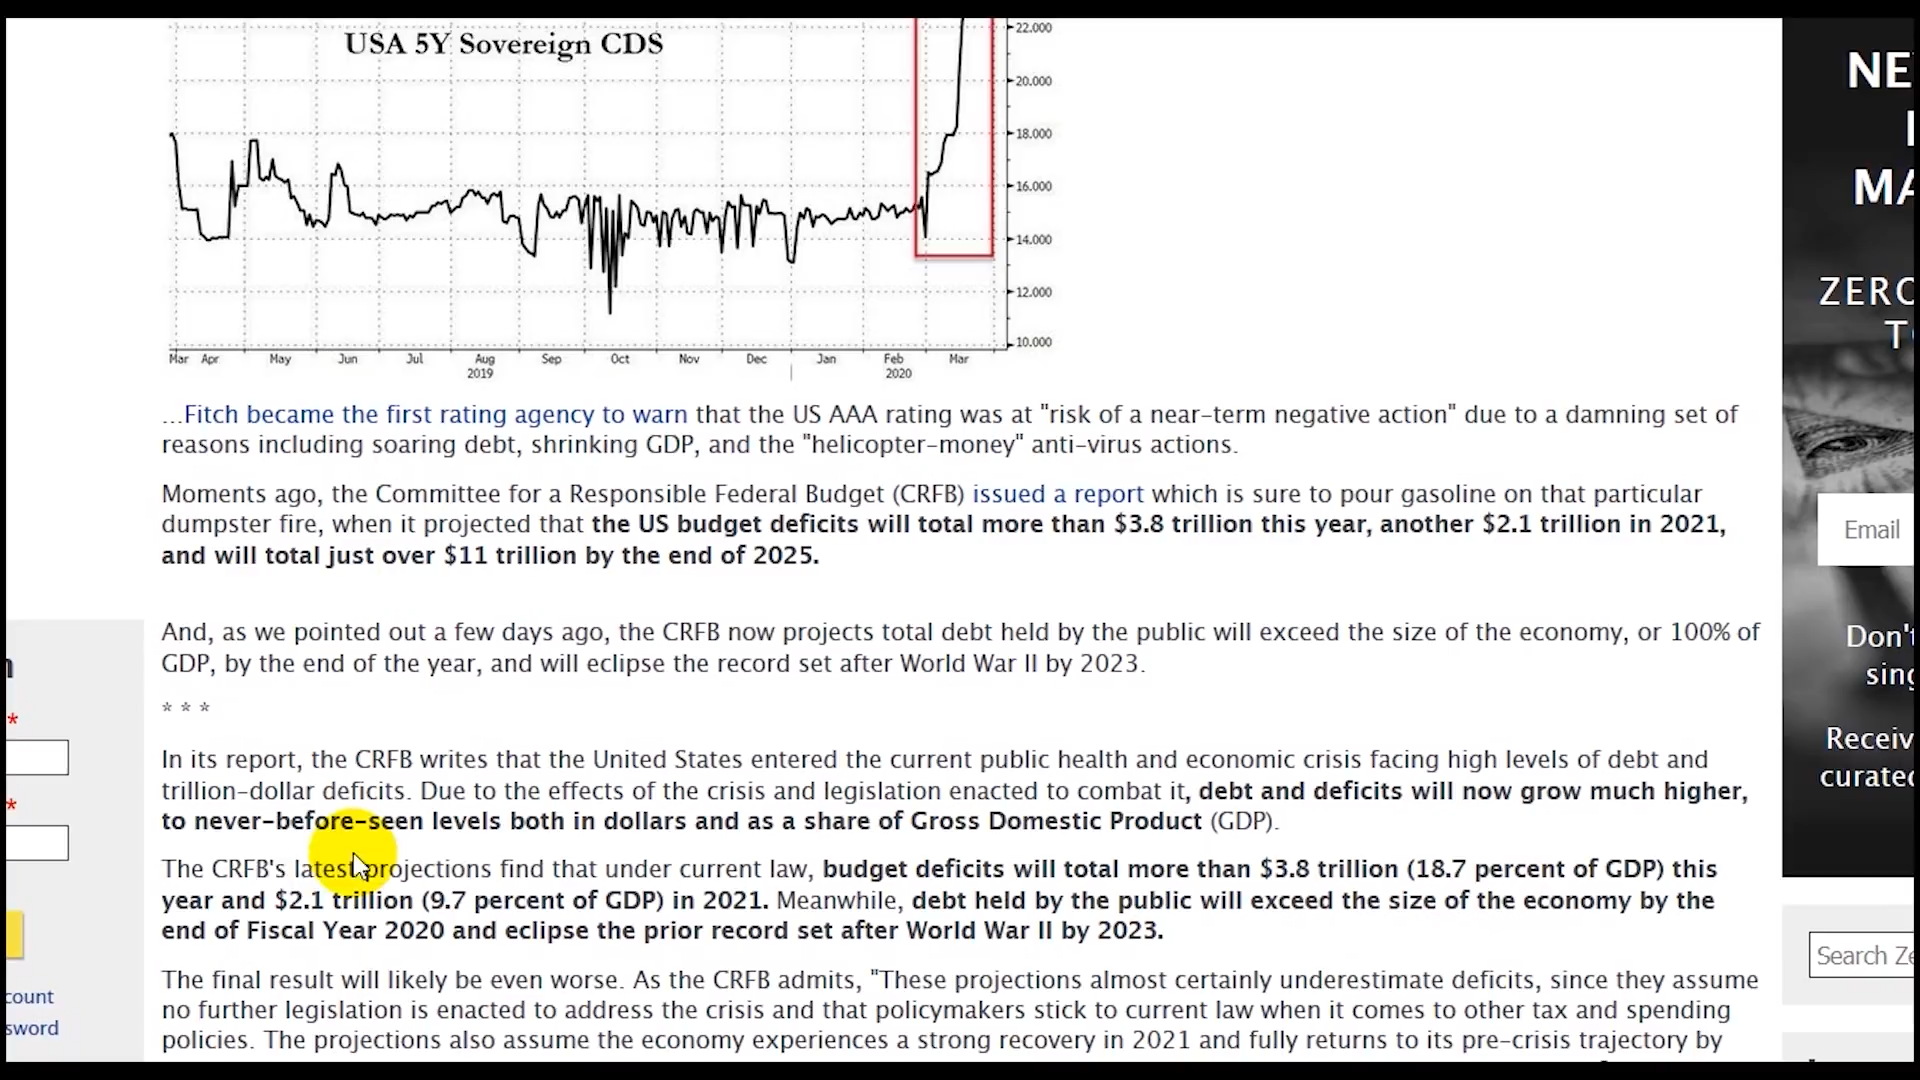 USA 5Y Sovereign CDS
22.000
20.000
18.000
16.000
14.000
12.000
10.000
Mar Apr May Jun Jul Aug Sep Oct Nov Dec Jan Feb Mar
2019 2020
...Fitch became the first rating agency to warn that the US AAA rating was at "risk of a near-term negative action" due to a damning set of
reasons including soaring debt, shrinking GDP, and the "helicopter-money" anti-virus actions.
Moments ago, the Committee for a Responsible Federal Budget (CRFB) issued a report which is sure to pour gasoline on that particular
dumpster fire, when it projected that the US budget deficits will total more than $3.8 trillion this year, another $2.1 trillion in 2021,
and will total just over $11 trillion by the end of 2025.
And, as we pointed out a few days ago, the CRFB now projects total debt held by the public will exceed the size of the economy, or 100% of
GDP, by the end of the year, and will eclipse the record set after World War II by 2023.
* * *
In its report, the CRFB writes that the United States entered the current public health and economic crisis facing high levels of debt and
trillion-dollar deficits. Due to the effects of the crisis and legislation enacted to combat it, debt and deficits will now grow much higher,
to never-before-seen levels both in dollars and as a share of Gross Domestic Product (GDP).
The CRFB's latest projections find that under current law, budget deficits will total more than $3.8 trillion (18.7 percent of GDP) this
year and $2.1 trillion (9.7 percent of GDP) in 2021. Meanwhile, debt held by the public will exceed the size of the economy by the
end of Fiscal Year 2020 and eclipse the prior record set after World War II by 2023.
The final result will likely be even worse. As the CRFB admits, "These projections almost certainly underestimate deficits, since they assume
no further legislation is enacted to address the crisis and that policymakers stick to current law when it comes to other tax and spending
policies. The projections also assume the economy experiences a strong recovery in 2021 and fully returns to its pre-crisis trajectory by
*
*
count
sword
NE
MA
ZERO
T
Email
Don't
sing
Receiv
curated
Search Ze